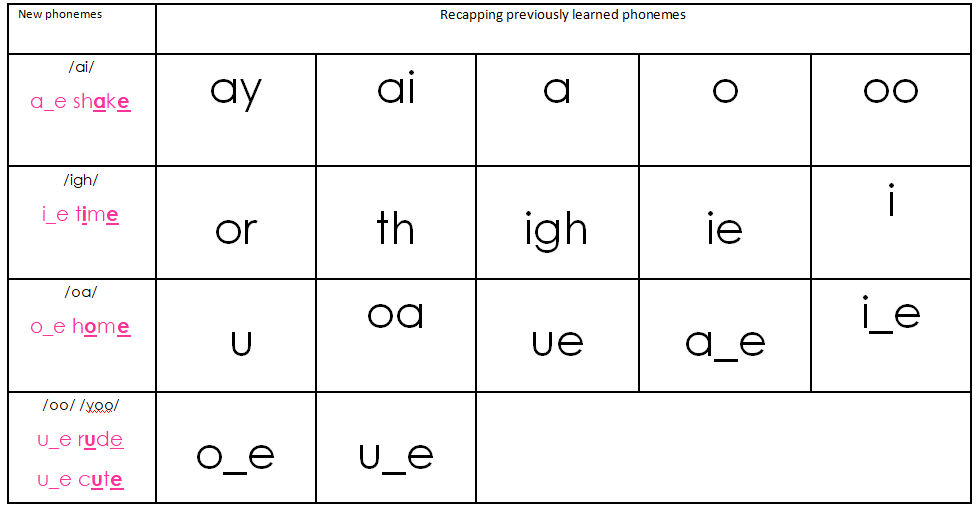 New phonemes
Recapping previously learned phonemes
/ai/
a_e shake
ay
ai
a
o
oo
/igh/
i_e time
or
th
igh
ie
i
/oa/
o_e home
u
oa
ue
a_e
i_e
/oo/ /yoo/
u_e rude
u_e cute
o_e
u_e